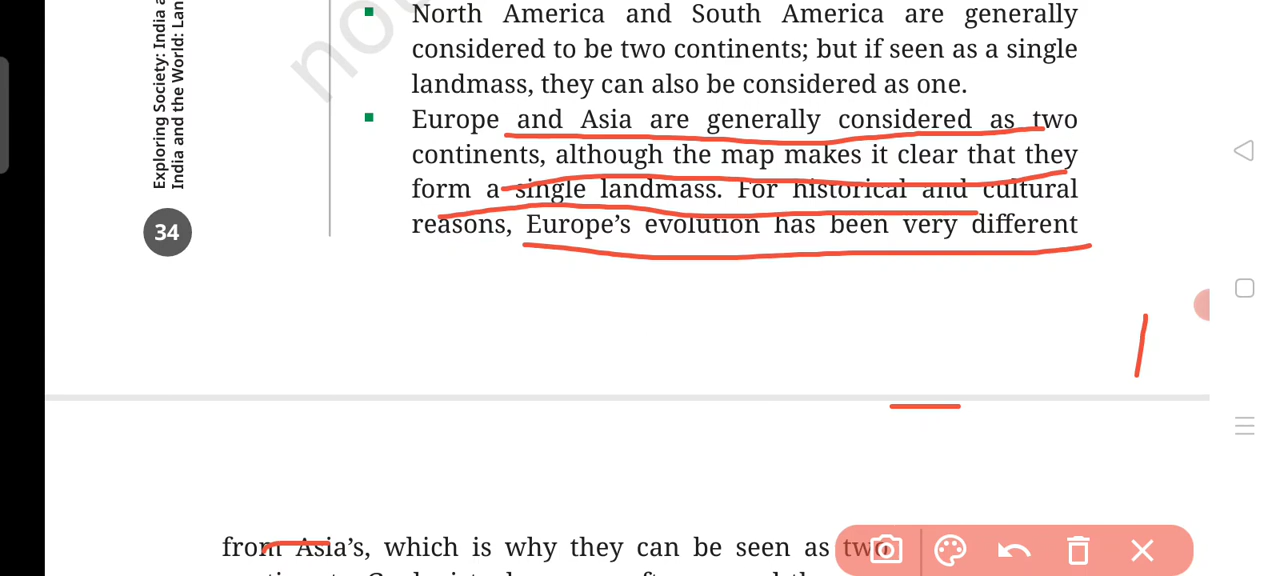 Exploring Society: India a
India and the World: Lan
no
North America and South America are generally
considered to be two continents; but if seen as a single
landmass, they can also be considered as one.
Europe and Asia are generally considered as two
continents, although the map makes it clear that they
form a single landmass. For historical and cultural
reasons, Europe's evolution has been very different
34
from Asia's, which is why they can be seen as two